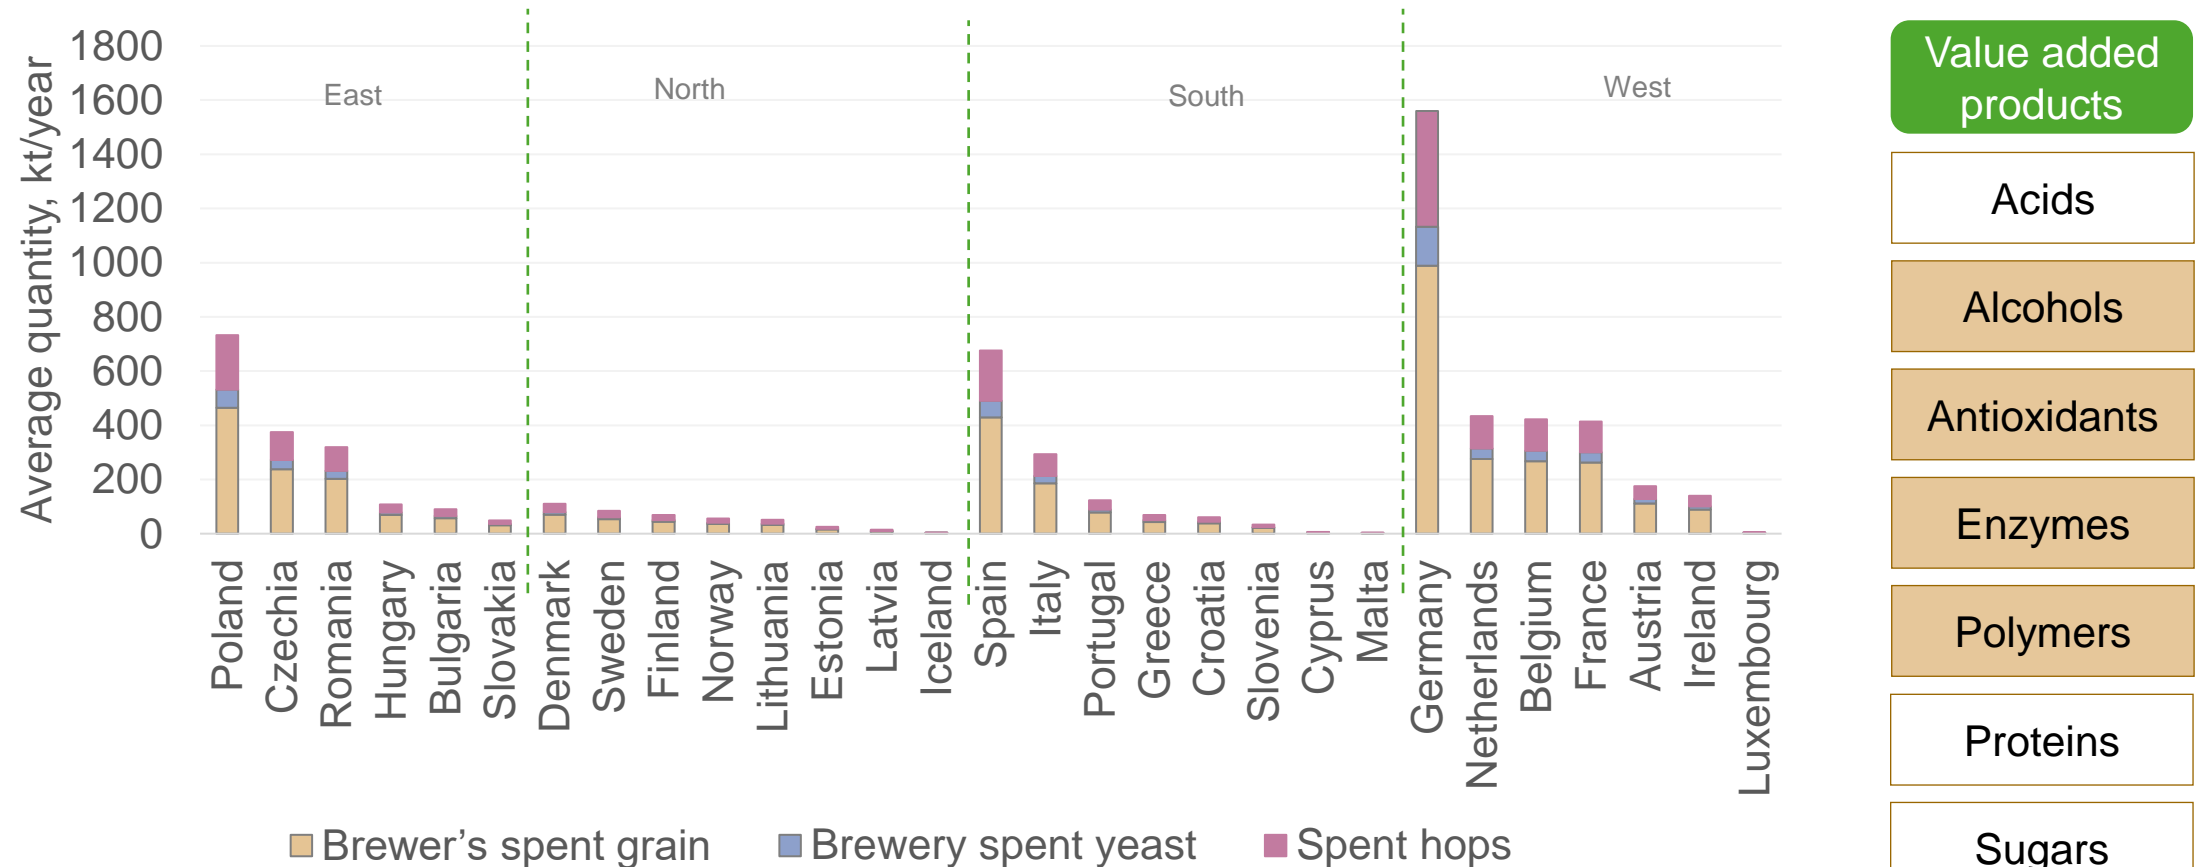 Average quantity, kt/year
1800
1600
1400
1200
1000
800
600
400
200
0
East
North
South
West
Poland
Czechia
Romania
Hungary
Bulgaria
Slovakia
Denmark
Sweden
Finland
Norway
Lithuania
Estonia
Latvia
Iceland
Spain
Italy
Portugal
Greece
Croatia
Slovenia
Cyprus
Malta
Germany
Netherlands
Belgium
France
Austria
Ireland
Luxembourg
Brewer’s spent grain
Brewery spent yeast
Spent hops
Value added
products
Acids
Alcohols
Antioxidants
Enzymes
Polymers
Proteins
Sugars